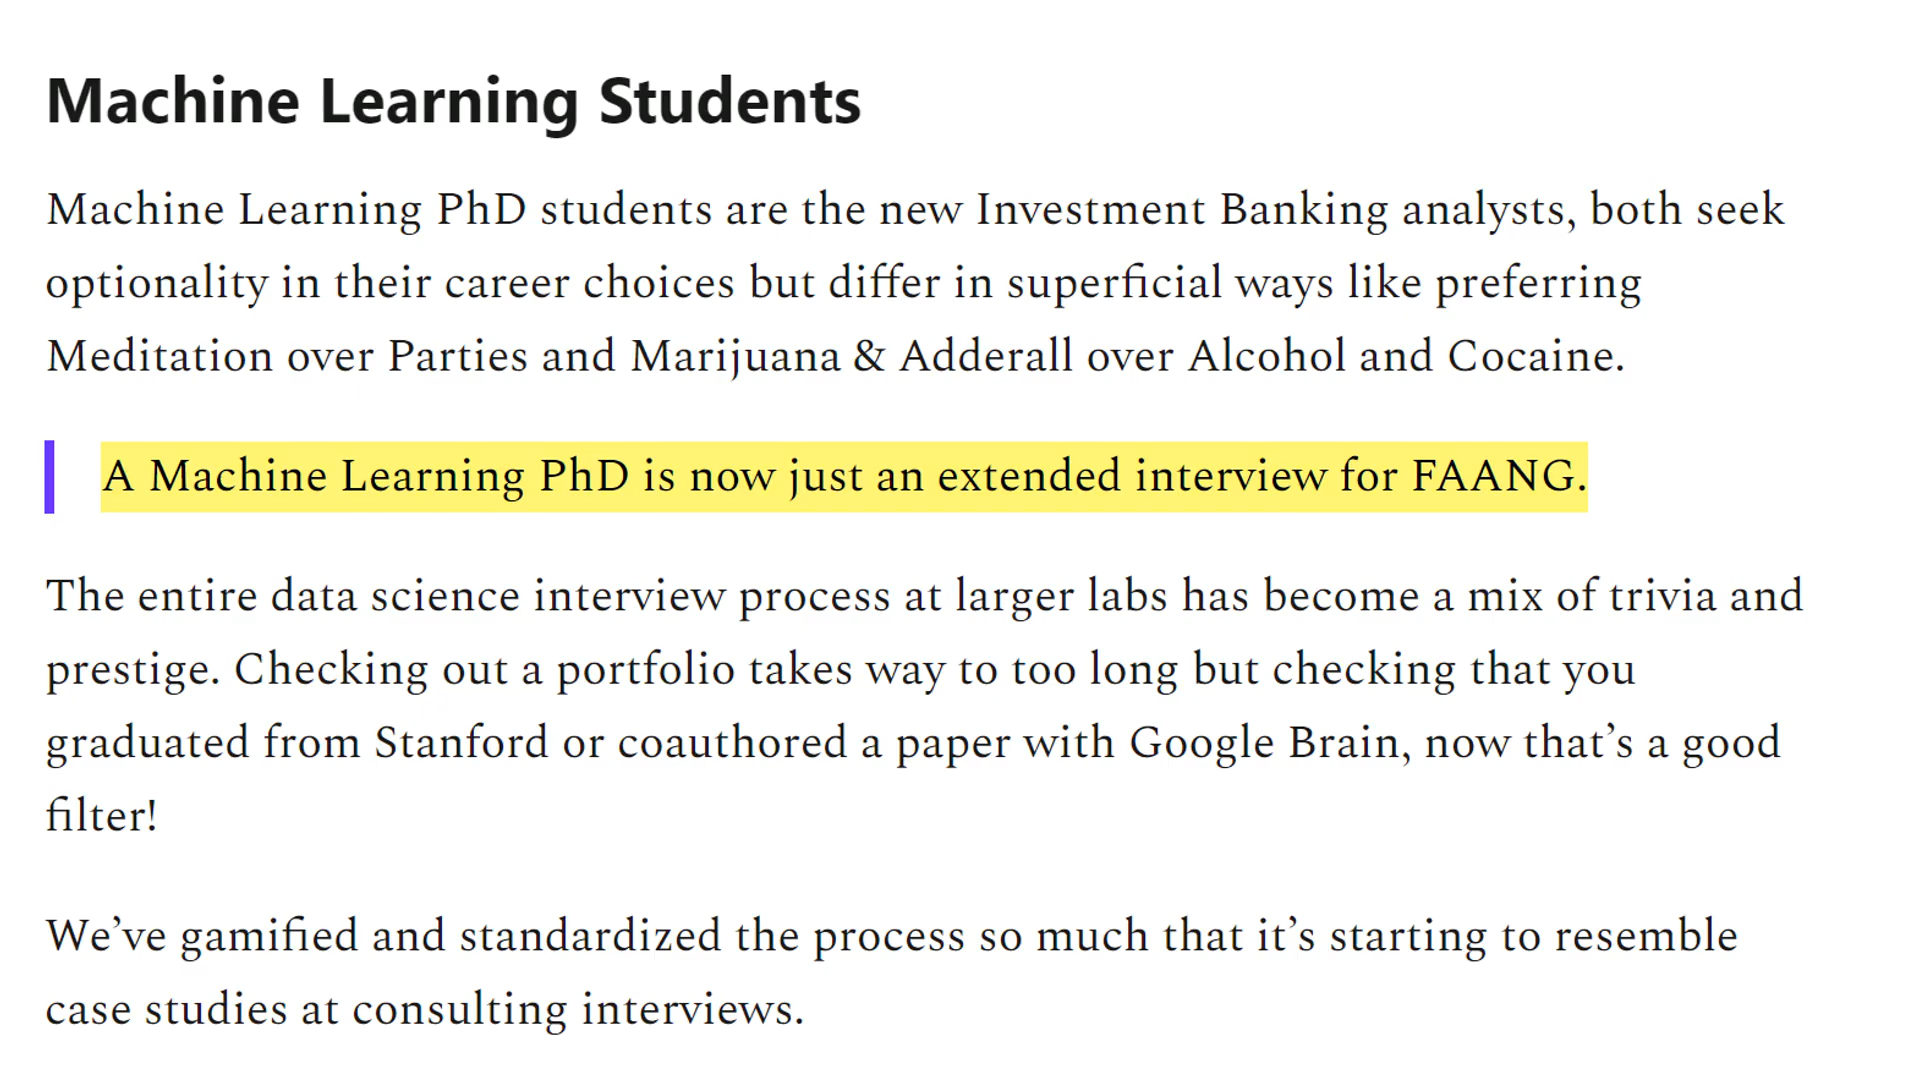 Machine Learning Students
Machine Learning PhD students are the new Investment Banking analysts, both seek
optionality in their career choices but differ in superficial ways like preferring
Meditation over Parties and Marijuana & Adderall over Alcohol and Cocaine.
A Machine Learning PhD is now just an extended interview for FAANG.
The entire data science interview process at larger labs has become a mix of trivia and
prestige. Checking out a portfolio takes way to too long but checking that you
graduated from Stanford or coauthored a paper with Google Brain, now that’s a good
filter!
We’ve gamified and standardized the process so much that it’s starting to resemble
case studies at consulting interviews.